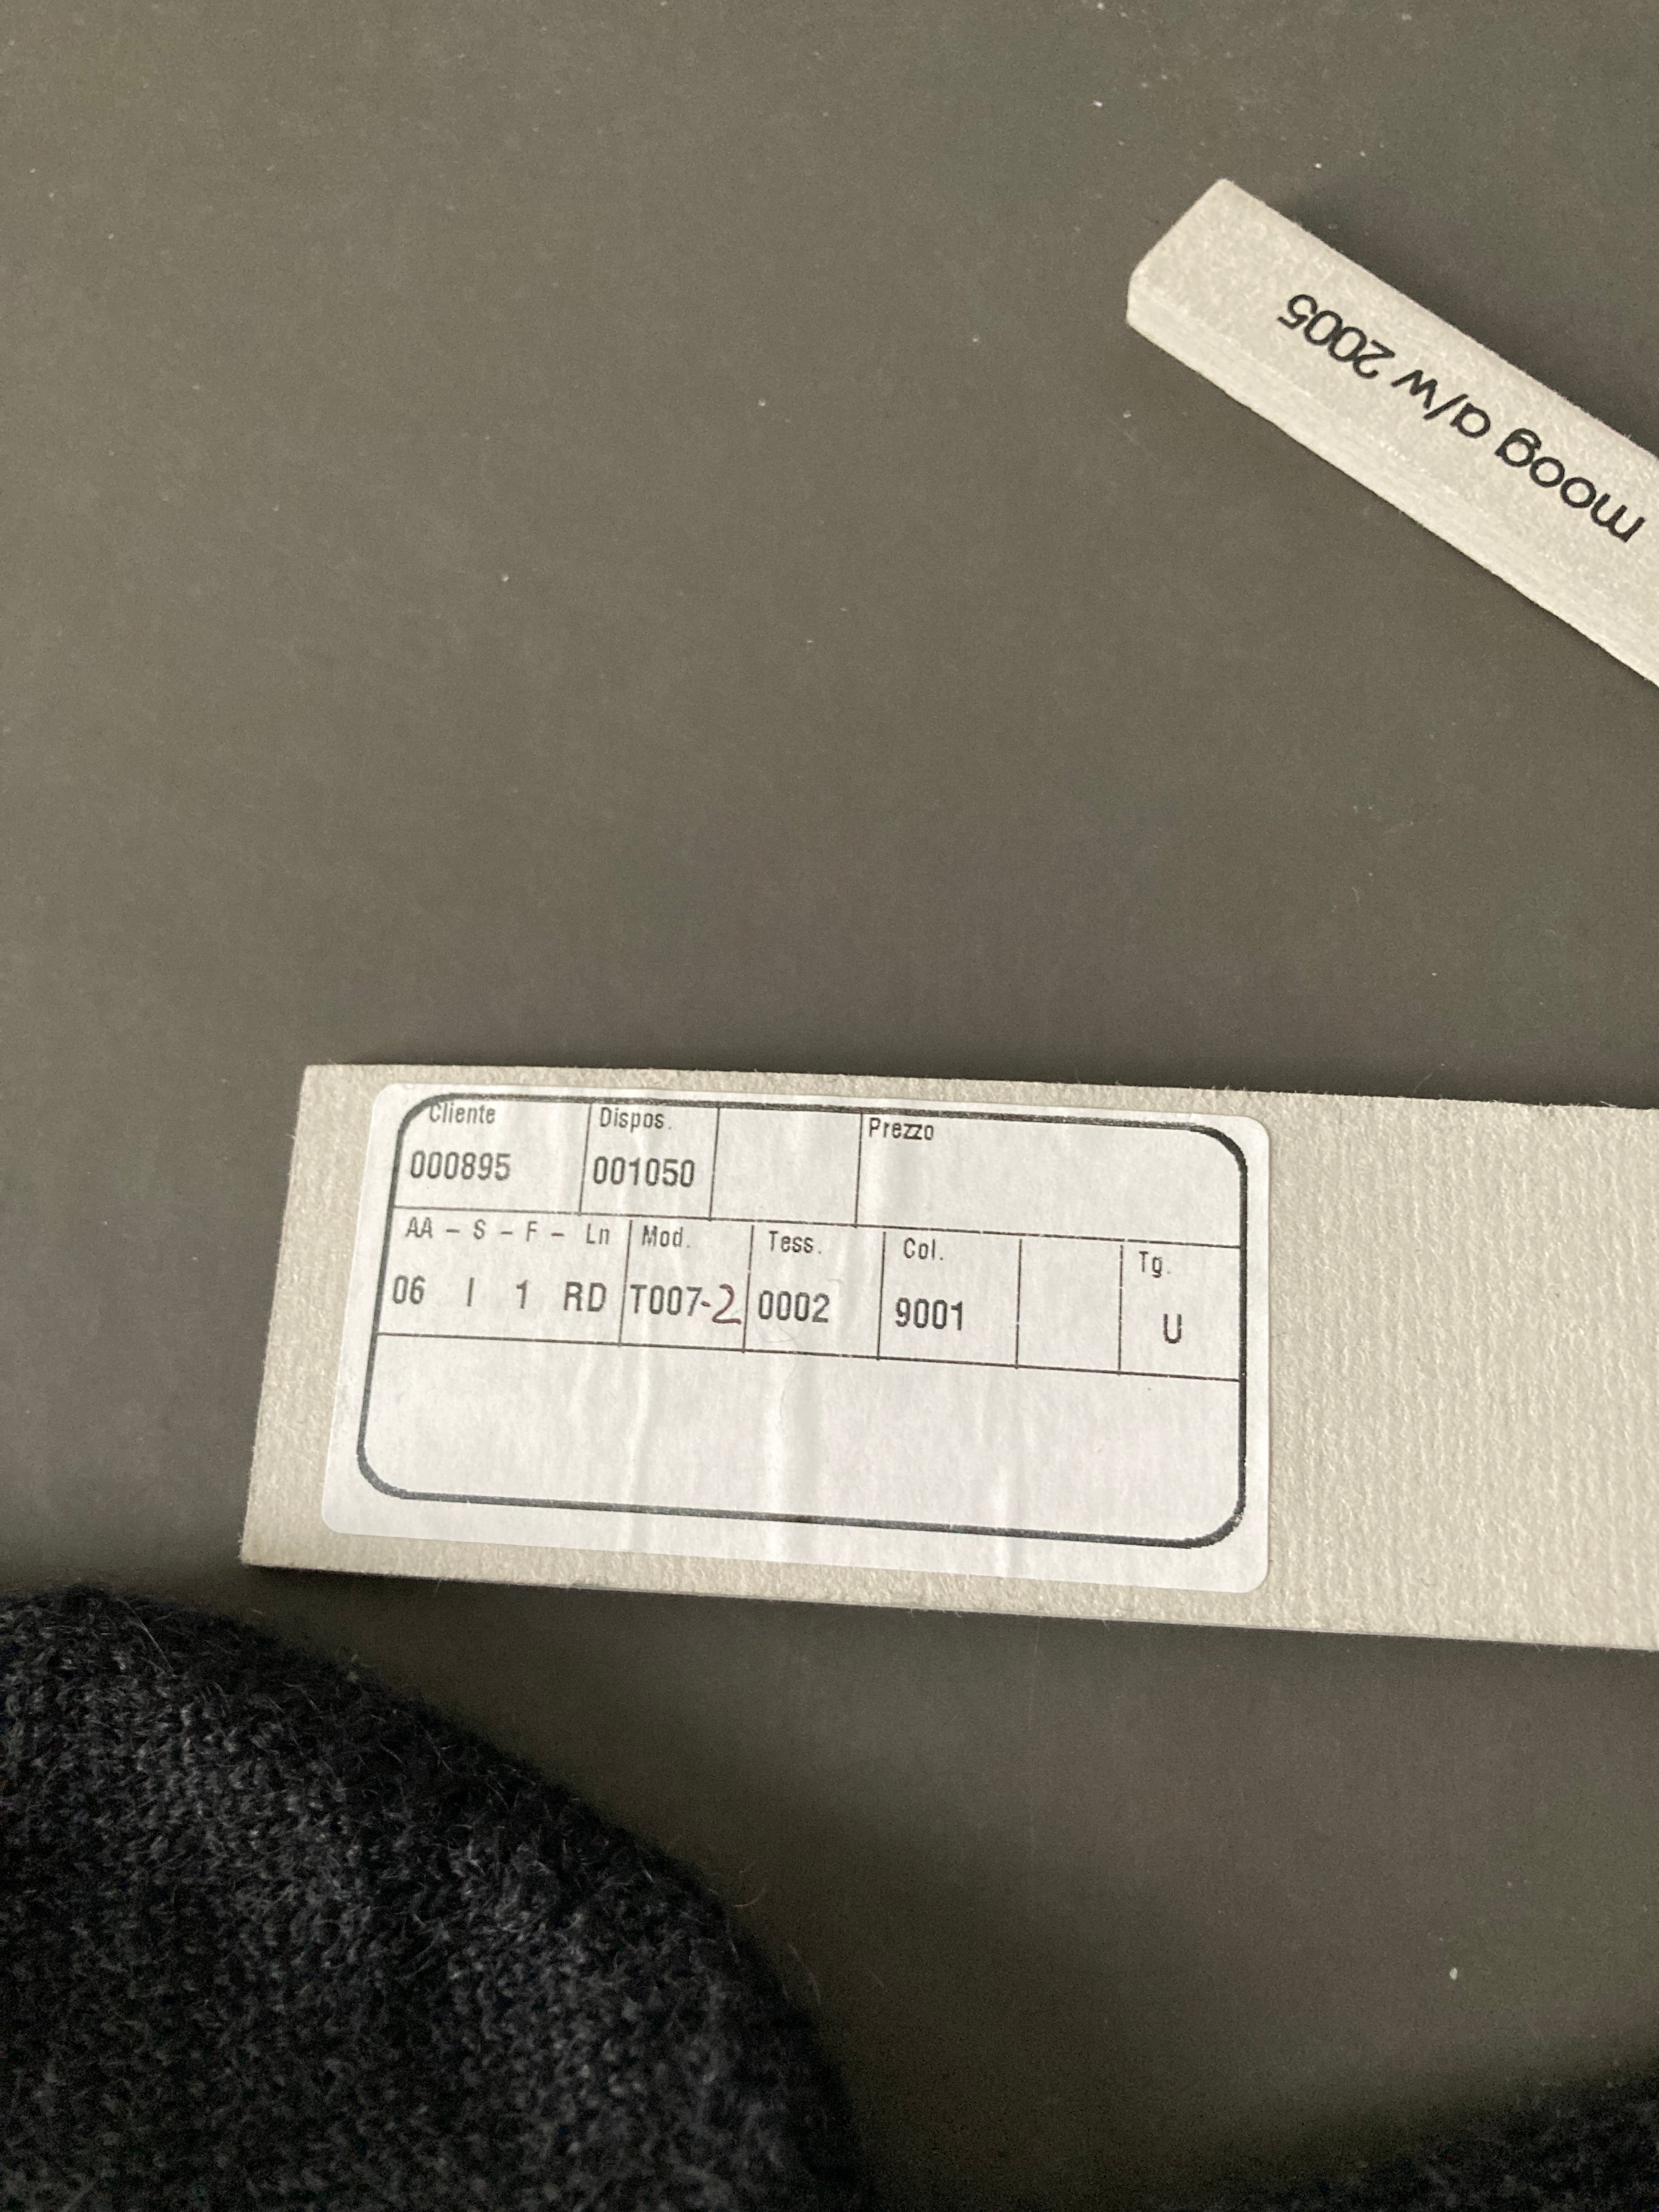 moog a/w 2005
Cliente Dispos. Prezzo
000895 001050
AA - S - F - Ln Mod. Tess. Col. Tg.
06 I 1 RD T007-2 0002 9001 U